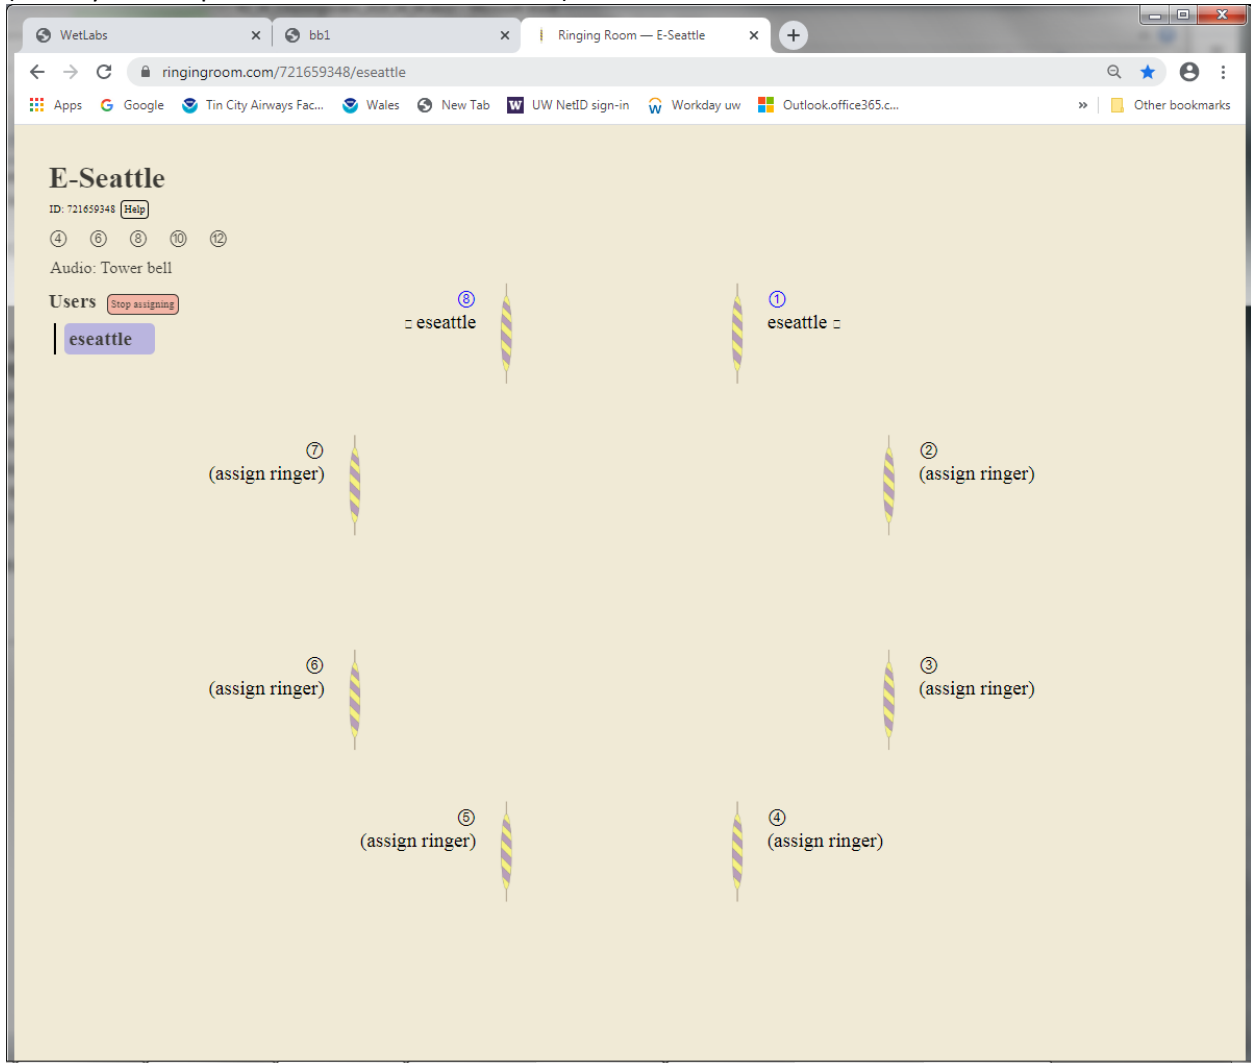 WetLabs
bb1
Ringing Room — E-Seattle
ringingroom.com/721659348/eseattle
Apps Google Tin City Airways Fac... Wales New Tab UW NetID sign-in Workday uw Outlook.office365.c... » Other bookmarks
E-Seattle
ID: 721659348 Help
④ ⑥ ⑧ ⑩ ⑫
Audio: Tower bell
Users Stop assigning
eseattle
⑧
eseattle
①
eseattle
⑦
(assign ringer)
②
(assign ringer)
⑥
(assign ringer)
③
(assign ringer)
⑤
(assign ringer)
④
(assign ringer)